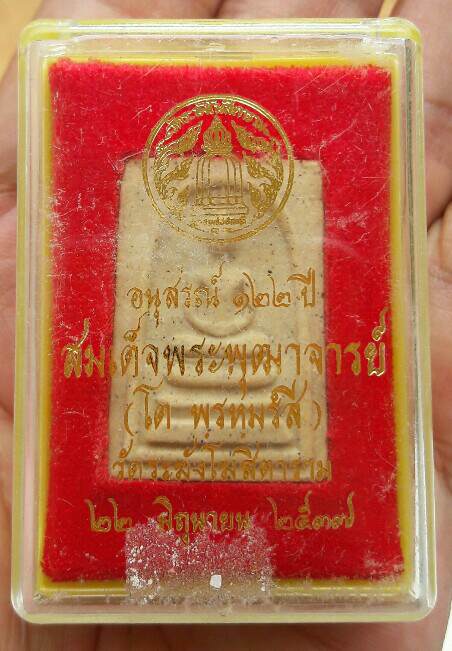 อนุสรณ์ ๑๒๒ ปี
สมเด็จพระพุฒาจารย์
(โต พรหมรังสี)
วัดระฆังโฆสิตาราม
๒๒ มิถุนายน ๒๕๓๗